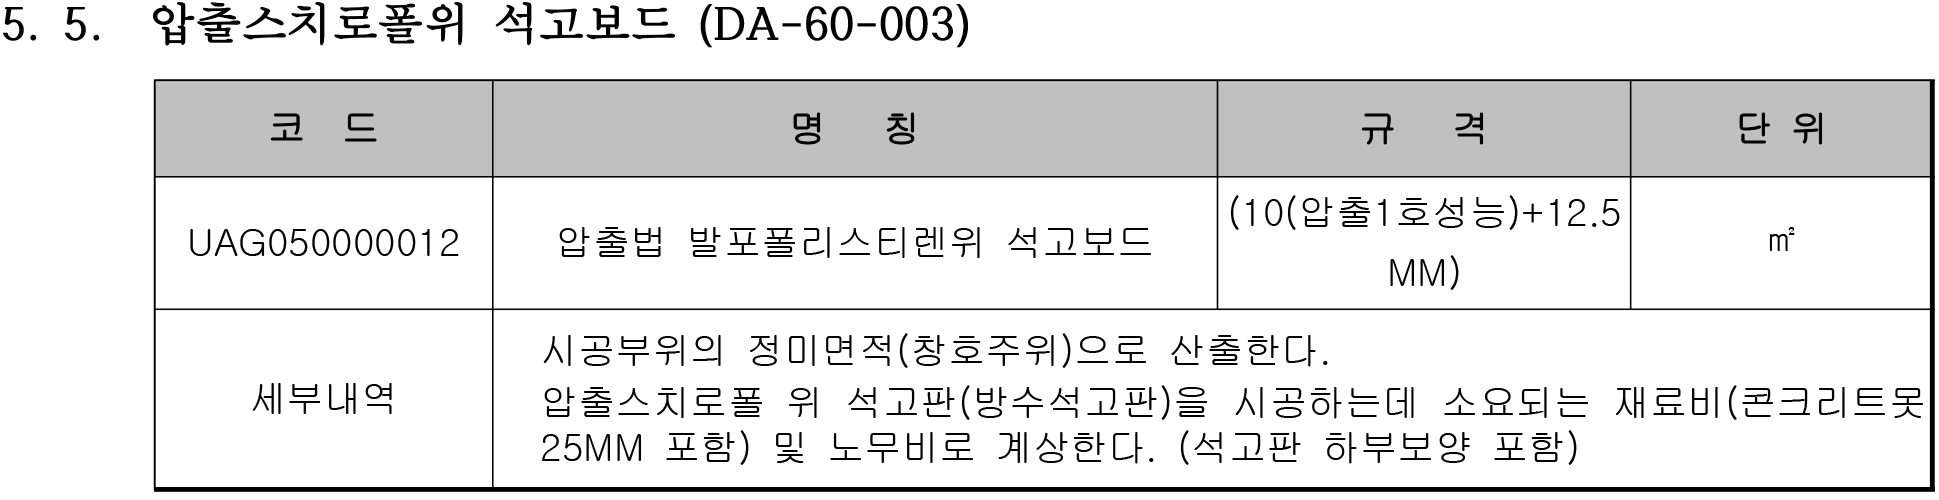 5. 5. 압출스치로폴위 석고보드 (DA-60-003)
코 드 명 칭 규 격 단 위
UAG050000012 압출법 발포폴리스티렌위 석고보드 (10(압출1호성능)+12.5
MM) ㎡
세부내역 시공부위의 정미면적(창호주위)으로 산출한다.
압출스치로폴 위 석고판(방수석고판)을 시공하는데 소요되는 재료비(콘크리트못
25MM 포함) 및 노무비로 계상한다. (석고판 하부보양 포함)